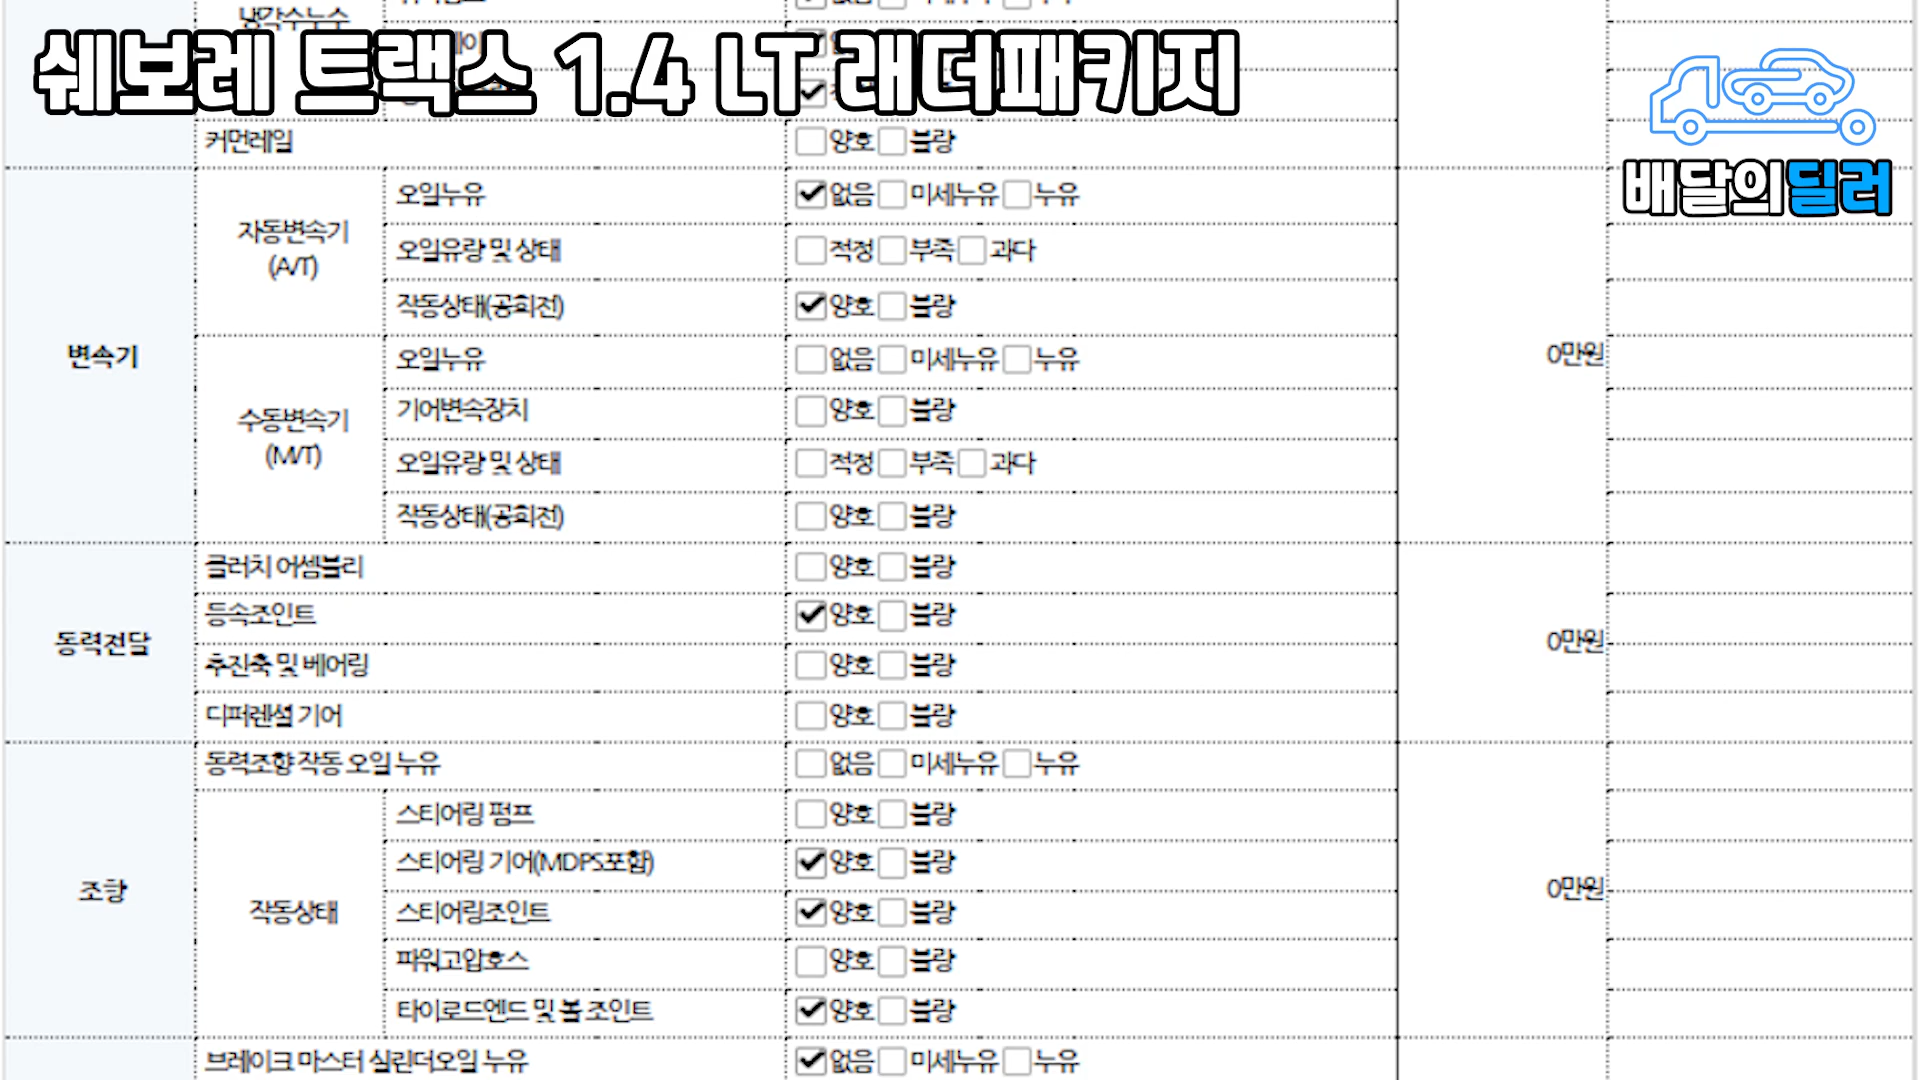 쉐보레 트랙스 1.4 LT 래더패키지
배달의딜러
냉각수누수
커먼레일 양호 불량
변속기
자동변속기
(A/T)
오일누유 없음 미세누유 누유
오일유량 및 상태 적정 부족 과다
작동상태(공회전) 양호 불량
0만원
수동변속기
(M/T)
오일누유 없음 미세누유 누유
기어변속장치 양호 불량
오일유량 및 상태 적정 부족 과다
작동상태(공회전) 양호 불량
동력전달
클러치 어셈블리 양호 불량
등속조인트 양호 불량
추진축 및 베어링 양호 불량
디퍼렌셜 기어 양호 불량
0만원
조향
동력조향 작동 오일 누유 없음 미세누유 누유
작동상태
스티어링 펌프 양호 불량
스티어링 기어(MDPS포함) 양호 불량
스티어링조인트 양호 불량
파워고압호스 양호 불량
타이로드엔드 및 볼 조인트 양호 불량
0만원
브레이크 마스터 실린더오일 누유 없음 미세누유 누유